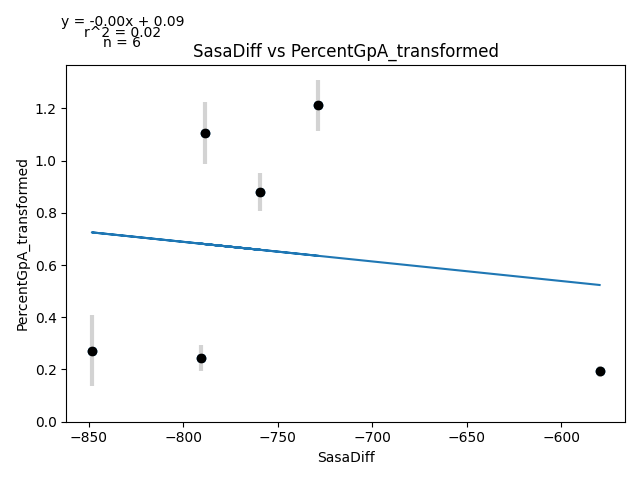 y = -0.00x + 0.09
r^2 = 0.02
n = 6
SasaDiff vs PercentGpA_transformed
PercentGpA_transformed
1.2
1.0
0.8
0.6
0.4
0.2
0.0
−850
−800
−750
−700
−650
−600
SasaDiff